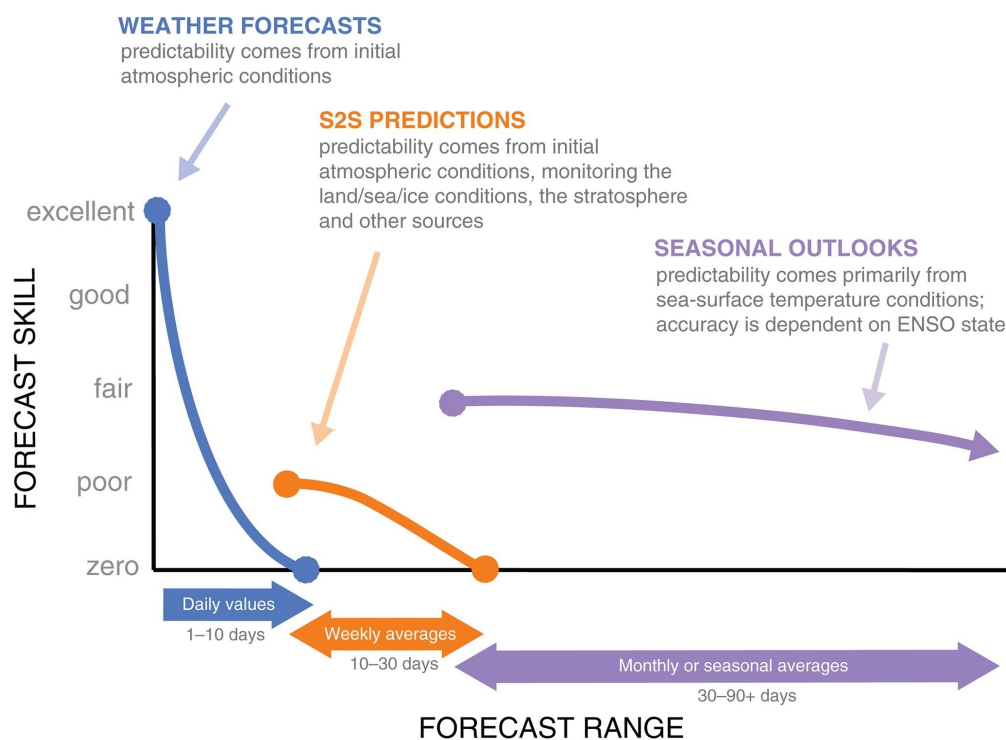 WEATHER FORECASTS
predictability comes from initial
atmospheric conditions
S2S PREDICTIONS
predictability comes from initial
atmospheric conditions, monitoring the
land/sea/ice conditions, the stratosphere
and other sources
SEASONAL OUTLOOKS
predictability comes primarily from
sea-surface temperature conditions;
accuracy is dependent on ENSO state
FORECAST SKILL
excellent
good
fair
poor
zero
Daily values
1–10 days
Weekly averages
10–30 days
Monthly or seasonal averages
30–90+ days
FORECAST RANGE